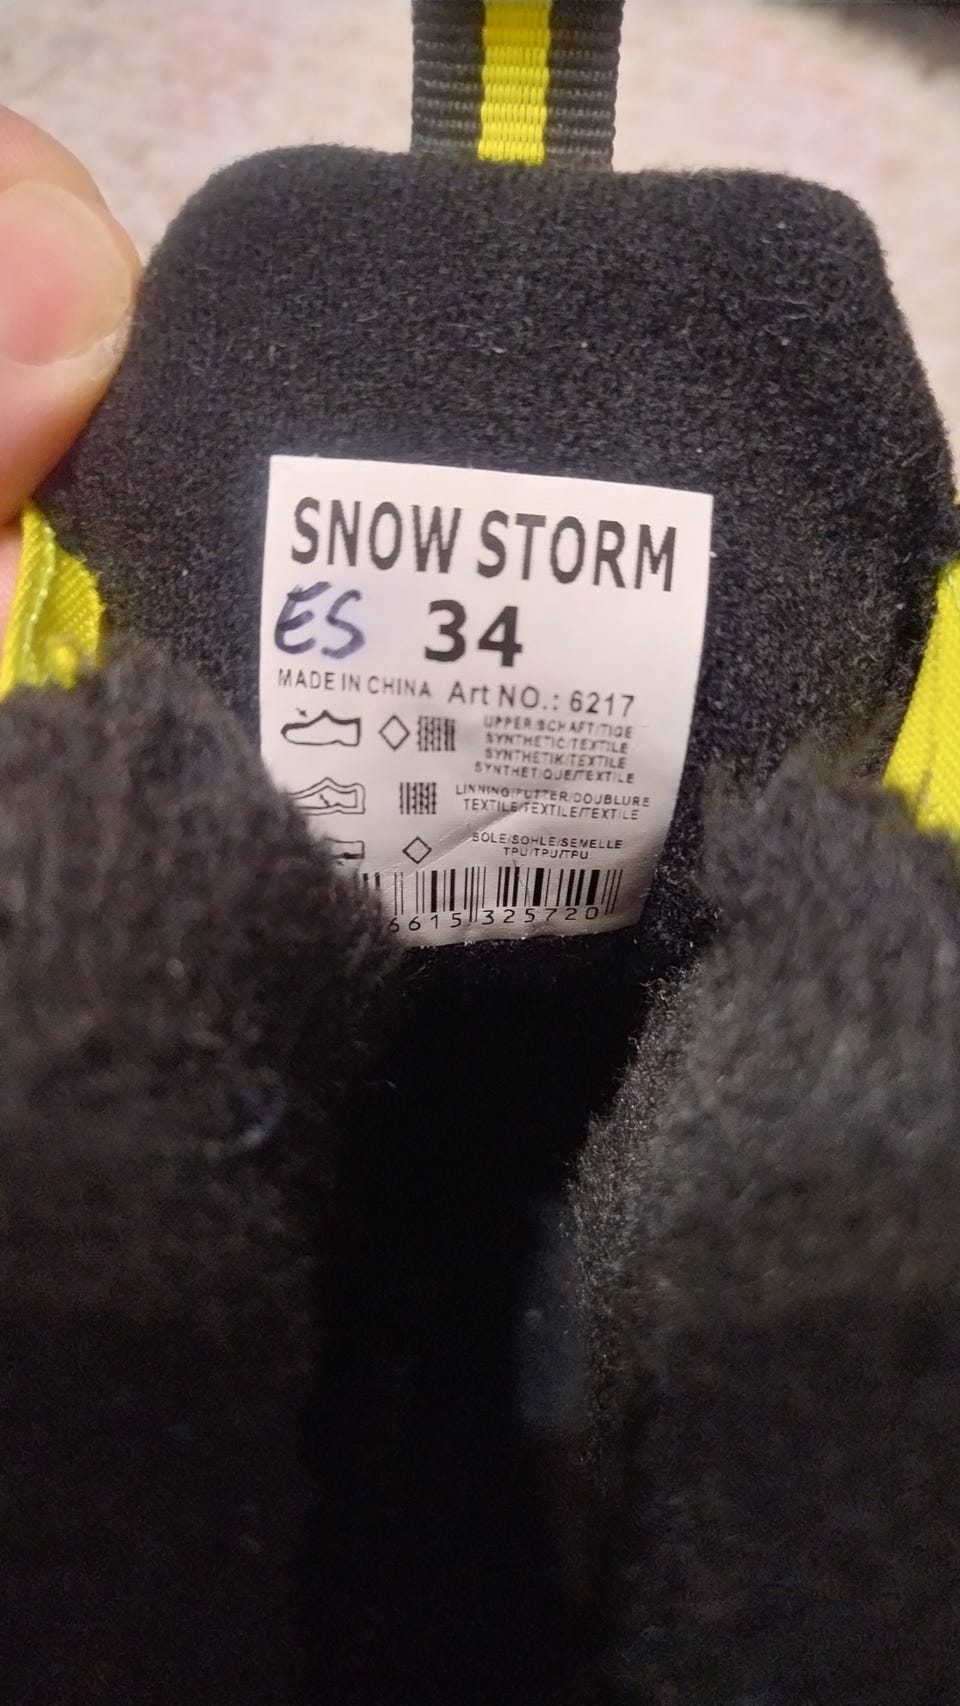 SNOW STORM
ES 34
MADE IN CHINA Art NO.: 6217
UPPER/SCHAFT/TIGE
SYNTHETIC/TEXTILE
SYNTHETIK/TEXTILE
SYNTHETIQUE/TEXTILE
LINNING/FUTTER/DOUBLURE
TEXTILE/TEXTILE/TEXTILE
SOLE/SOHLE/SEMELLE
TPU/TPU/TPU
6615 325720